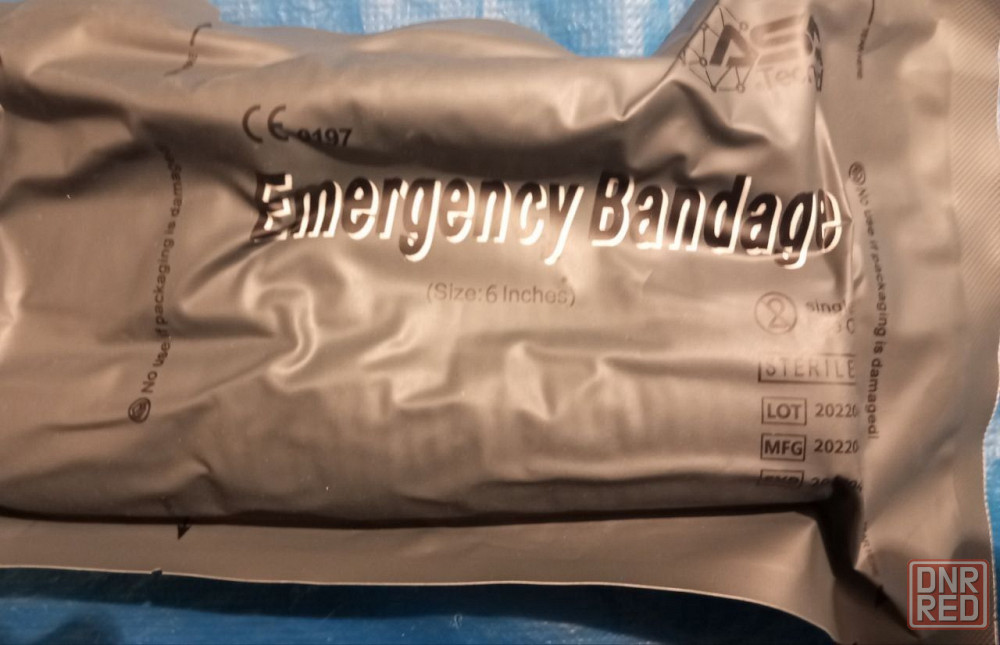 CE 0197
Emergency Bandage
(Size:6 Inches)
No use if packaging is
No use if packaging is damaged!
STERILE
LOT 20220
MFG 20220
DNR
RED